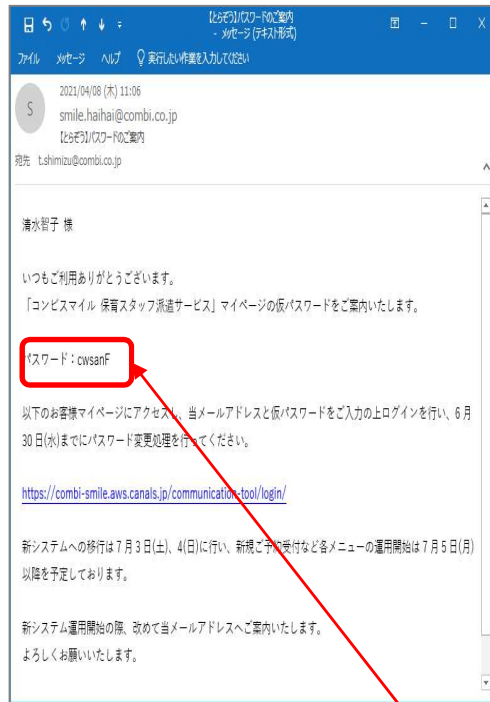 【とらぞう】パスワードのご案内
- メッセージ (テキスト形式)
ファイル メッセージ ヘルプ 実行したい作業を入力してください
S
2021/04/08 (木) 11:06
smile.haihai@combi.co.jp
【とらぞう】パスワードのご案内
宛先 t.shimizu@combi.co.jp
清水智子 様
いつもご利用ありがとうございます。
「コンビスマイル 保育スタッフ派遣サービス」マイページの仮パスワードをご案内いたします。
パスワード：cwsanF
以下のお客様マイページにアクセスし、当メールアドレスと仮パスワードをご入力の上ログインを行い、6 月
30 日(水)までにパスワード変更処理を行ってください。
https://combi-smile.aws.canals.jp/communication-tool/login/
新システムへの移行は 7 月 3 日(土)、4(日)に行い、新規ご予約受付など各メニューの運用開始は 7 月 5 日(月)
以降を予定しております。
新システム運用開始の際、改めて当メールアドレスへご案内いたします。
よろしくお願いいたします。